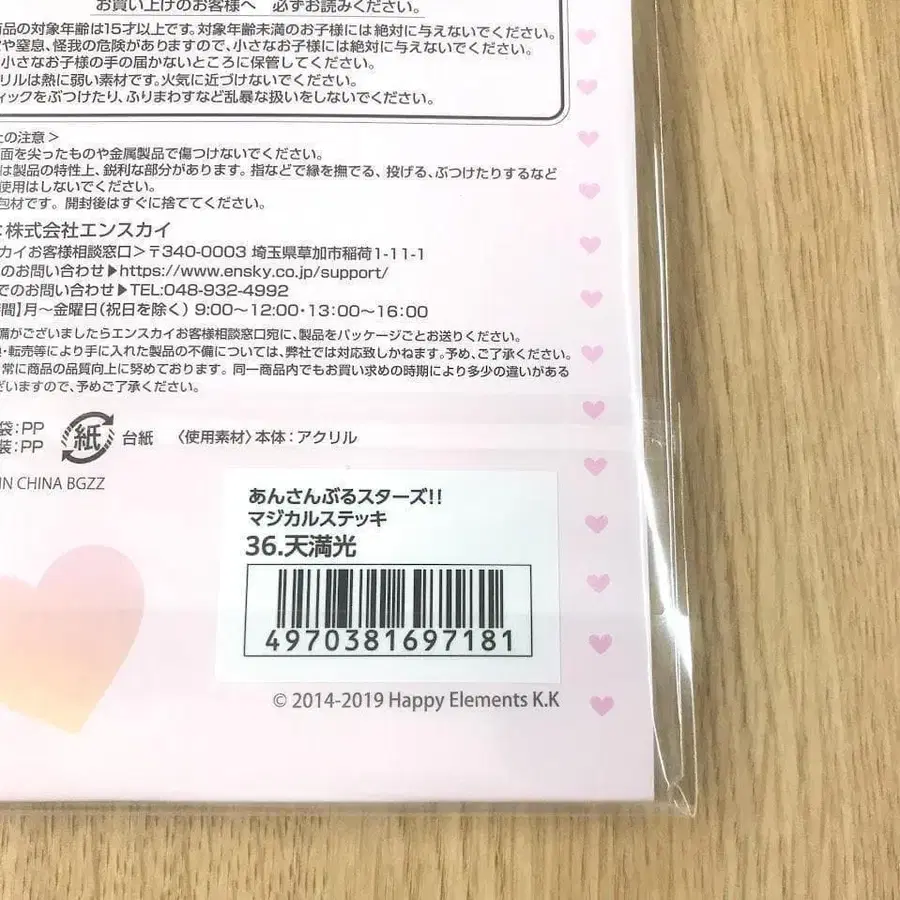 お買い上げのお客様へ 必ずお読みください。
商品の対象年齢は15才以上です。対象年齢未満のお子様には絶対に与えないでください。
や窒息、怪我の危険がありますので、小さなお子様には絶対に与えないでください。
小さなお子様の手の届かないところに保管してください。
リルは熱に弱い素材です。火気に近づけないでください。
ィックをぶつけたり、ふりまわすなど乱暴な扱いをしないでください。
上の注意＞
面を尖ったものや金属製品で傷つけないでください。
は製品の特性上、鋭利な部分があります。指などで縁を撫でる、投げる、ぶつけたりするなど
使用はしないでください。
包材です。開封後はすぐに捨ててください。
：株式会社エンスカイ
カイお客様相談窓口＞〒340-0003 埼玉県草加市稲荷1-11-1
のお問い合わせ▶https://www.ensky.co.jp/support/
でのお問い合わせ▶TEL:048-932-4992
間】月〜金曜日(祝日を除く) 9:00〜12:00・13:00〜16:00
備がございましたらエンスカイお客様相談窓口宛に、製品をパッケージごとお送りください。
・転売等により手に入れた製品の不備については、弊社では対応致しかねます。予め、ご了承ください。
常に商品の品質向上に努めております。同一商品内でもお買い求めの時期により多少の違いがある
ざいますので、予めご了承ください。
袋:PP
装:PP
紙 台紙 〈使用素材〉本体：アクリル
IN CHINA BGZZ
あんさんぶるスターズ!!
マジカルステッキ
36.天満光
4970381697181
© 2014-2019 Happy Elements K.K